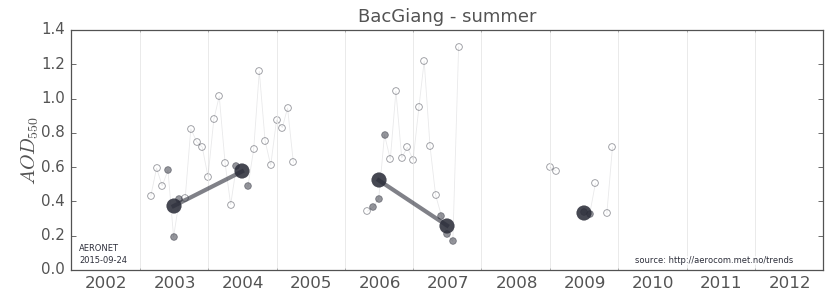 BacGiang - summer
1.4
1.2
1.0
0.8
0.6
0.4
0.2
0.0
AOD550
AERONET
2015-09-24
source: http://aerocom.met.no/trends
2002 2003 2004 2005 2006 2007 2008 2009 2010 2011 2012